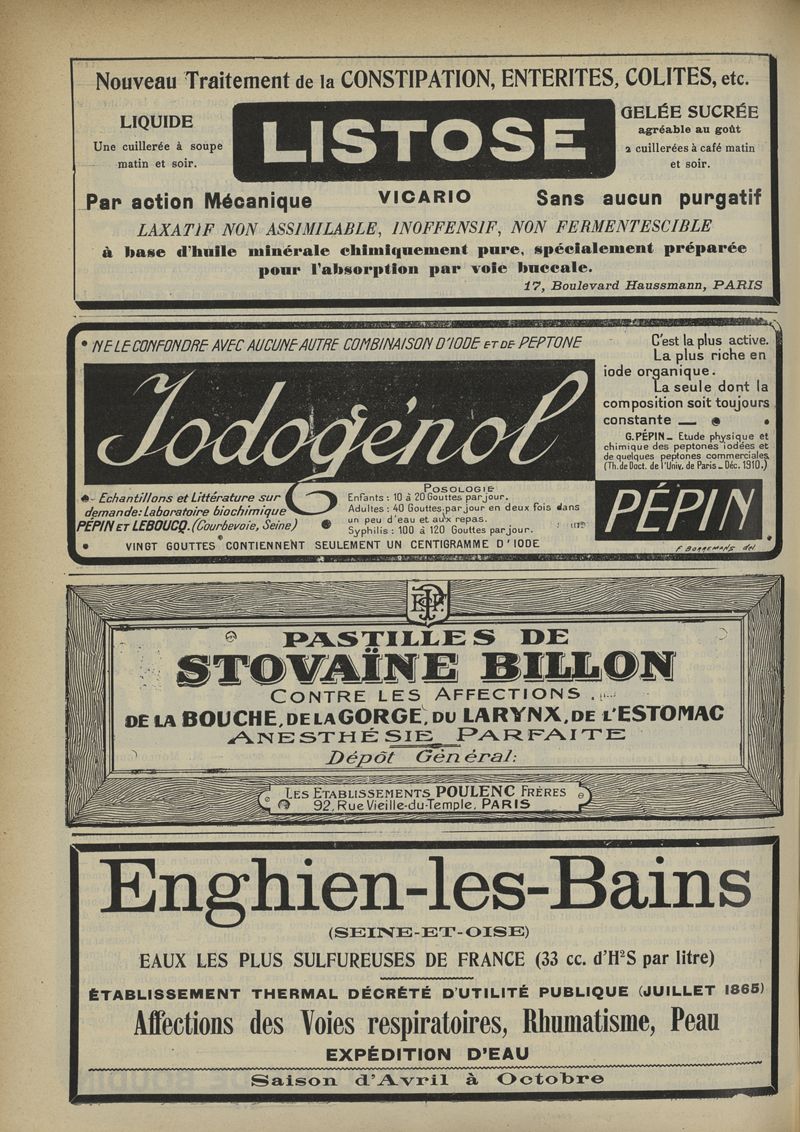 Nouveau Traitement de la CONSTIPATION, ENTERITES, COLITES, etc.
LIQUIDE
Une cuillerée à soupe
matin et soir.
LISTOSE
GELÉE SUCRÉE
agréable au goût
2 cuillerées à café matin
et soir.
Par action Mécanique
VICARIO
Sans aucun purgatif
LAXATIF NON ASSIMILABLE, INOFFENSIF, NON FERMENTESCIBLE
à base d'huile minérale chimiquement pure, spécialement préparée
pour l'absorption par voie buccale.
17, Boulevard Haussmann, PARIS
NE LE CONFONDRE AVEC AUCUNE AUTRE COMBINAISON D'IODE ET DE PEPTONE
Iodogénol
C'est la plus active.
La plus riche en
iode organique.
La seule dont la
composition soit toujours
constante
G. PÉPIN _ Etude physique et
chimique des peptones iodées et
de quelques peptones commerciales
(Th. de Doct. de l'Univ. de Paris _ Déc. 1910.)
PÉPIN
Echantillons et Littérature sur
demande: Laboratoire biochimique
PÉPIN ET LEBOUCQ. (Courbevoie, Seine)
POSOLOGIE
Enfants : 10 à 20 Gouttes par jour.
Adultes : 40 Gouttes par jour en deux fois dans
un peu d'eau et aux repas.
Syphilis : 100 à 120 Gouttes par jour.
VINGT GOUTTES CONTIENNENT SEULEMENT UN CENTIGRAMME D'IODE
PASTILLES DE
STOVAÏNE BILLON
CONTRE LES AFFECTIONS
DE LA BOUCHE, DE LA GORGE, DU LARYNX, DE L'ESTOMAC
ANESTHÉSIE PARFAITE
Dépôt Général:
LES ETABLISSEMENTS POULENC FRÈRES
92, Rue Vieille-du-Temple, PARIS
Enghien-les-Bains
(SEINE-ET-OISE)
EAUX LES PLUS SULFUREUSES DE FRANCE (33 cc. d'H²S par litre)
ÉTABLISSEMENT THERMAL DÉCRÉTÉ D'UTILITÉ PUBLIQUE (JUILLET 1865)
Affections des Voies respiratoires, Rhumatisme, Peau
EXPÉDITION D'EAU
Saison d'Avril à Octobre